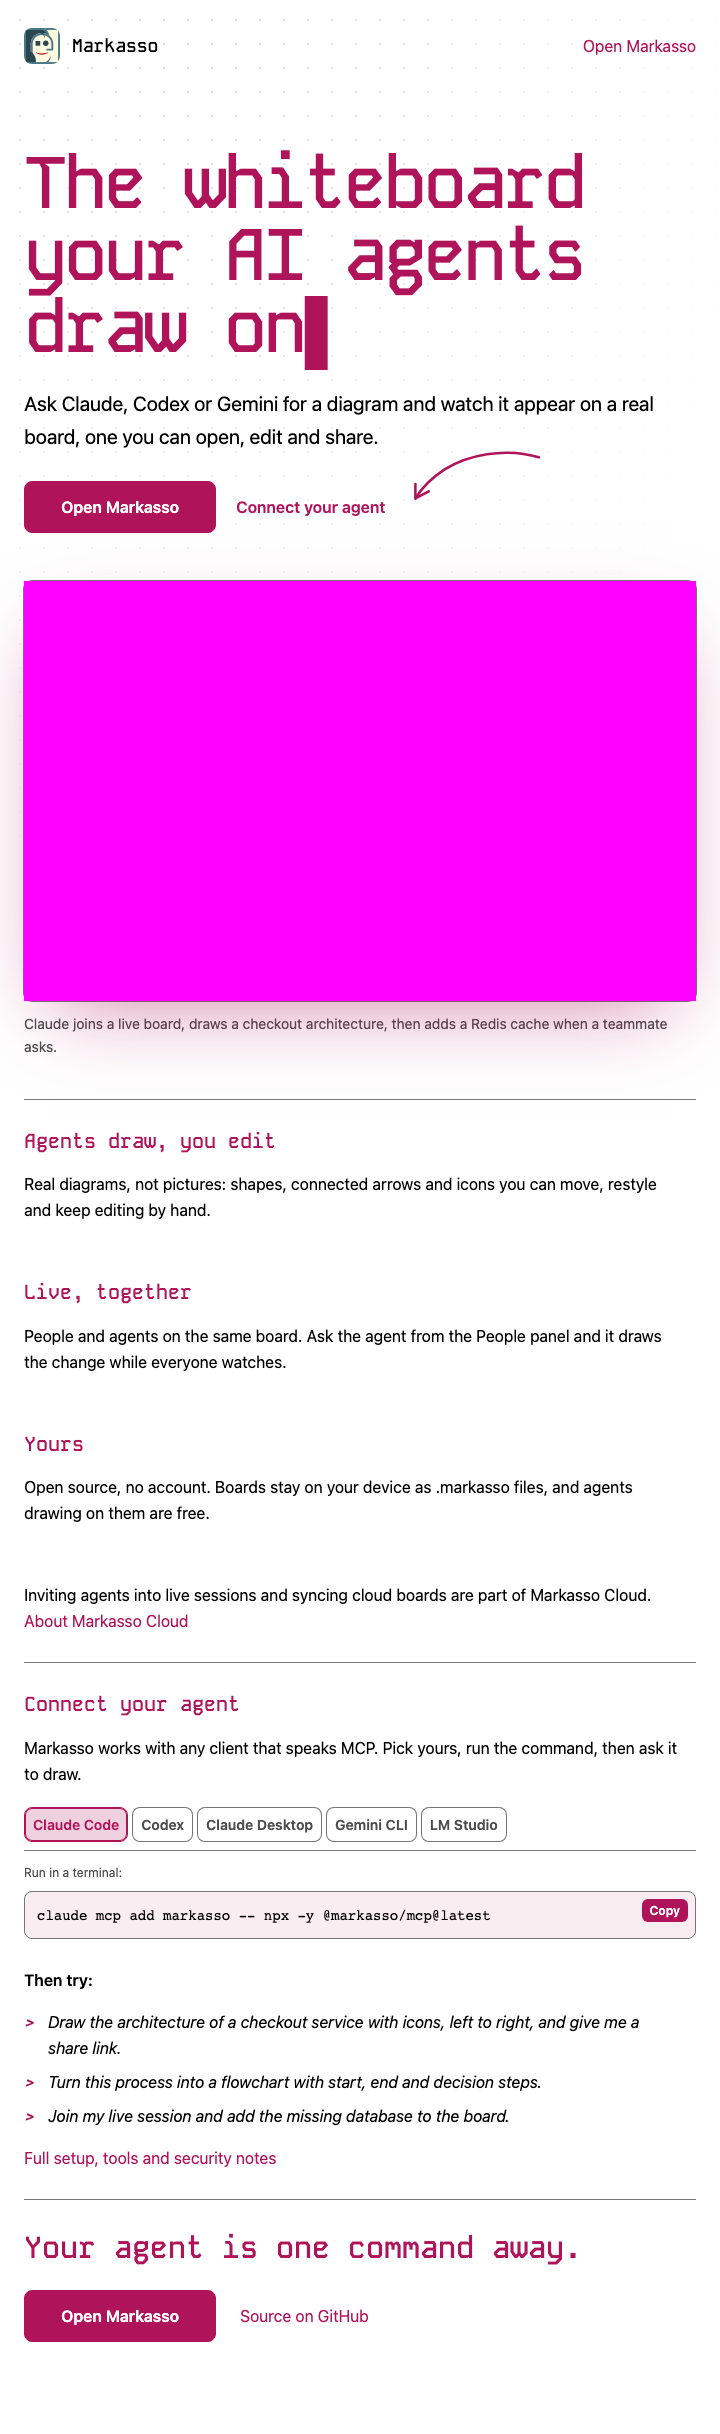 Markasso
Open Markasso
The whiteboard
your AI agents
draw on
Ask Claude, Codex or Gemini for a diagram and watch it appear on a real
board, one you can open, edit and share.
Open Markasso
Connect your agent
Claude joins a live board, draws a checkout architecture, then adds a Redis cache when a teammate
asks.
Agents draw, you edit
Real diagrams, not pictures: shapes, connected arrows and icons you can move, restyle
and keep editing by hand.
Live, together
People and agents on the same board. Ask the agent from the People panel and it draws
the change while everyone watches.
Yours
Open source, no account. Boards stay on your device as .markasso files, and agents
drawing on them are free.
Inviting agents into live sessions and syncing cloud boards are part of Markasso Cloud.
About Markasso Cloud
Connect your agent
Markasso works with any client that speaks MCP. Pick yours, run the command, then ask it
to draw.
Claude Code
Codex
Claude Desktop
Gemini CLI
LM Studio
Run in a terminal:
claude mcp add markasso -- npx -y @markasso/mcp@latest
Copy
Then try:
> Draw the architecture of a checkout service with icons, left to right, and give me a
share link.
> Turn this process into a flowchart with start, end and decision steps.
> Join my live session and add the missing database to the board.
Full setup, tools and security notes
Your agent is one command away.
Open Markasso
Source on GitHub